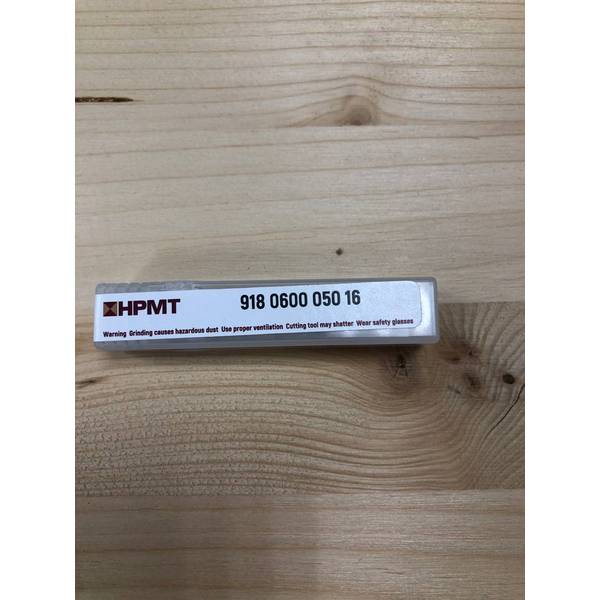 HPMT 918 0600 050 16
Warning Grinding causes hazardous dust Use proper ventilation Cutting tool may shatter Wear safety glasses